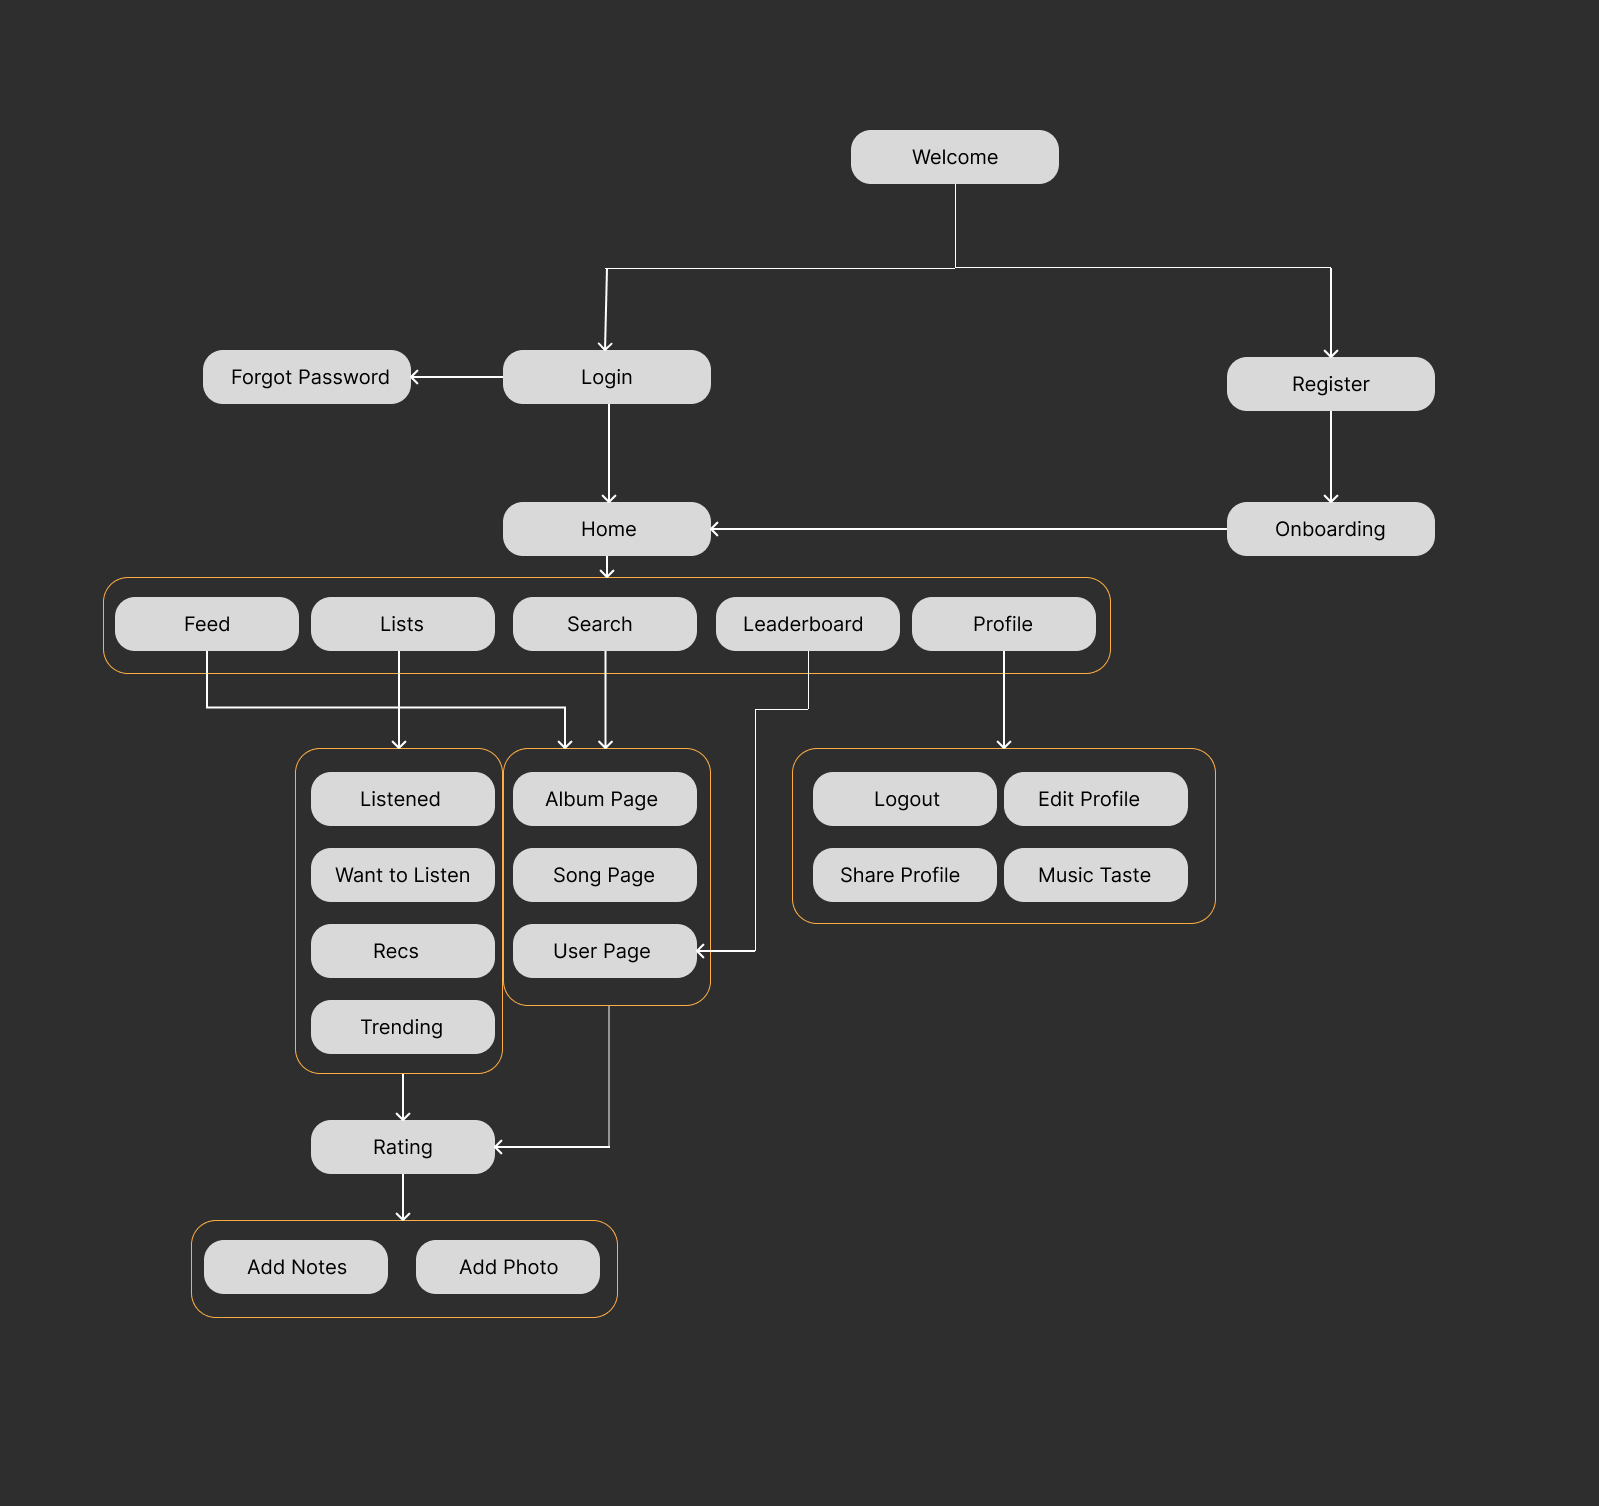 Welcome
Forgot Password
Login
Register
Home
Onboarding
Feed
Lists
Search
Leaderboard
Profile
Listened
Album Page
Logout
Edit Profile
Want to Listen
Song Page
Share Profile
Music Taste
Recs
User Page
Trending
Rating
Add Notes
Add Photo